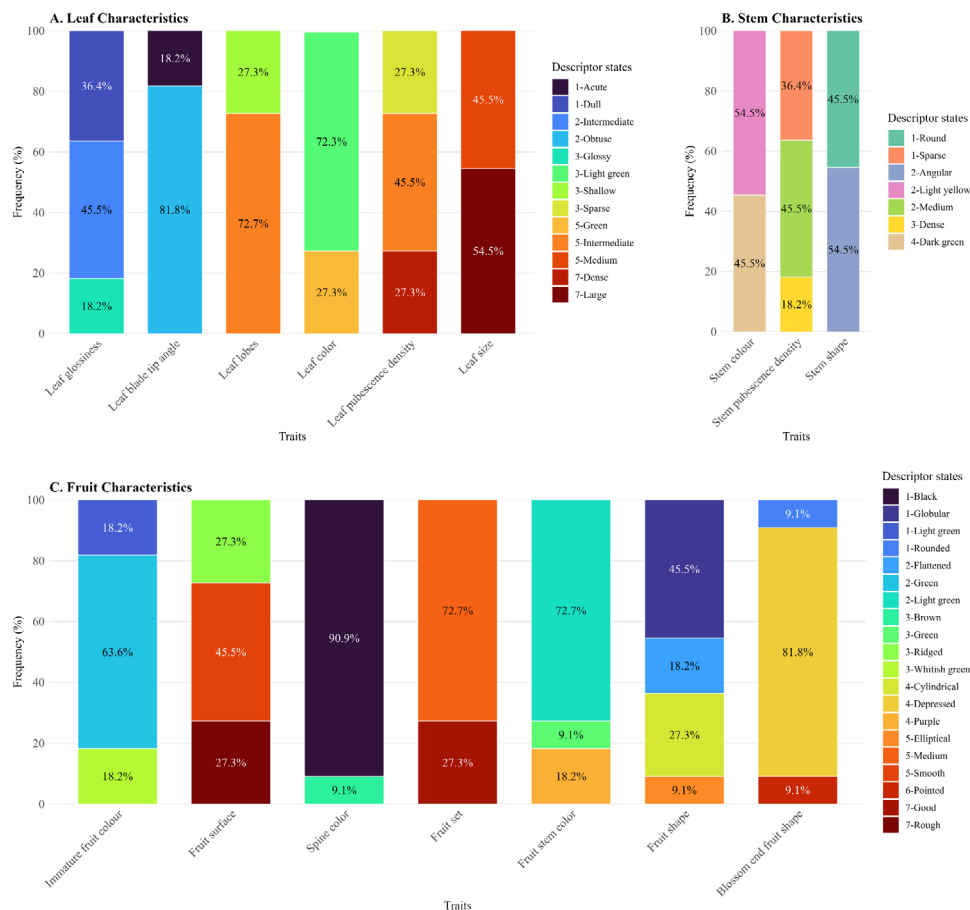 A. Leaf Characteristics
100
80
60
40
20
0
Frequency (%)
36.4%
45.5%
18.2%
18.2%
81.8%
27.3%
72.7%
72.3%
27.3%
27.3%
45.5%
27.3%
45.5%
54.5%
Leaf glossiness
Leaf blade tip angle
Leaf lobes
Leaf color
Leaf pubescence density
Leaf size
Traits
Descriptor states
1-Acute
1-Dull
2-Intermediate
2-Obtuse
3-Glossy
3-Light green
3-Shallow
3-Sparse
5-Green
5-Intermediate
5-Medium
7-Dense
7-Large
B. Stem Characteristics
100
80
60
40
20
0
Frequency (%)
54.5%
45.5%
36.4%
45.5%
18.2%
45.5%
54.5%
Stem colour
Stem pubescence density
Stem shape
Traits
Descriptor states
1-Round
1-Sparse
2-Angular
2-Light yellow
2-Medium
3-Dense
4-Dark green
C. Fruit Characteristics
100
80
60
40
20
0
Frequency (%)
18.2%
63.6%
18.2%
27.3%
45.5%
27.3%
90.9%
9.1%
72.7%
27.3%
72.7%
9.1%
18.2%
45.5%
18.2%
27.3%
9.1%
9.1%
81.8%
9.1%
Immature fruit colour
Fruit surface
Spine color
Fruit set
Fruit stem color
Fruit shape
Blossom end fruit shape
Traits
Descriptor states
1-Black
1-Globular
1-Light green
1-Rounded
2-Flattened
2-Green
2-Light green
3-Brown
3-Green
3-Ridged
3-Whitish green
4-Cylindrical
4-Depressed
4-Purple
5-Elliptical
5-Medium
5-Smooth
6-Pointed
7-Good
7-Rough